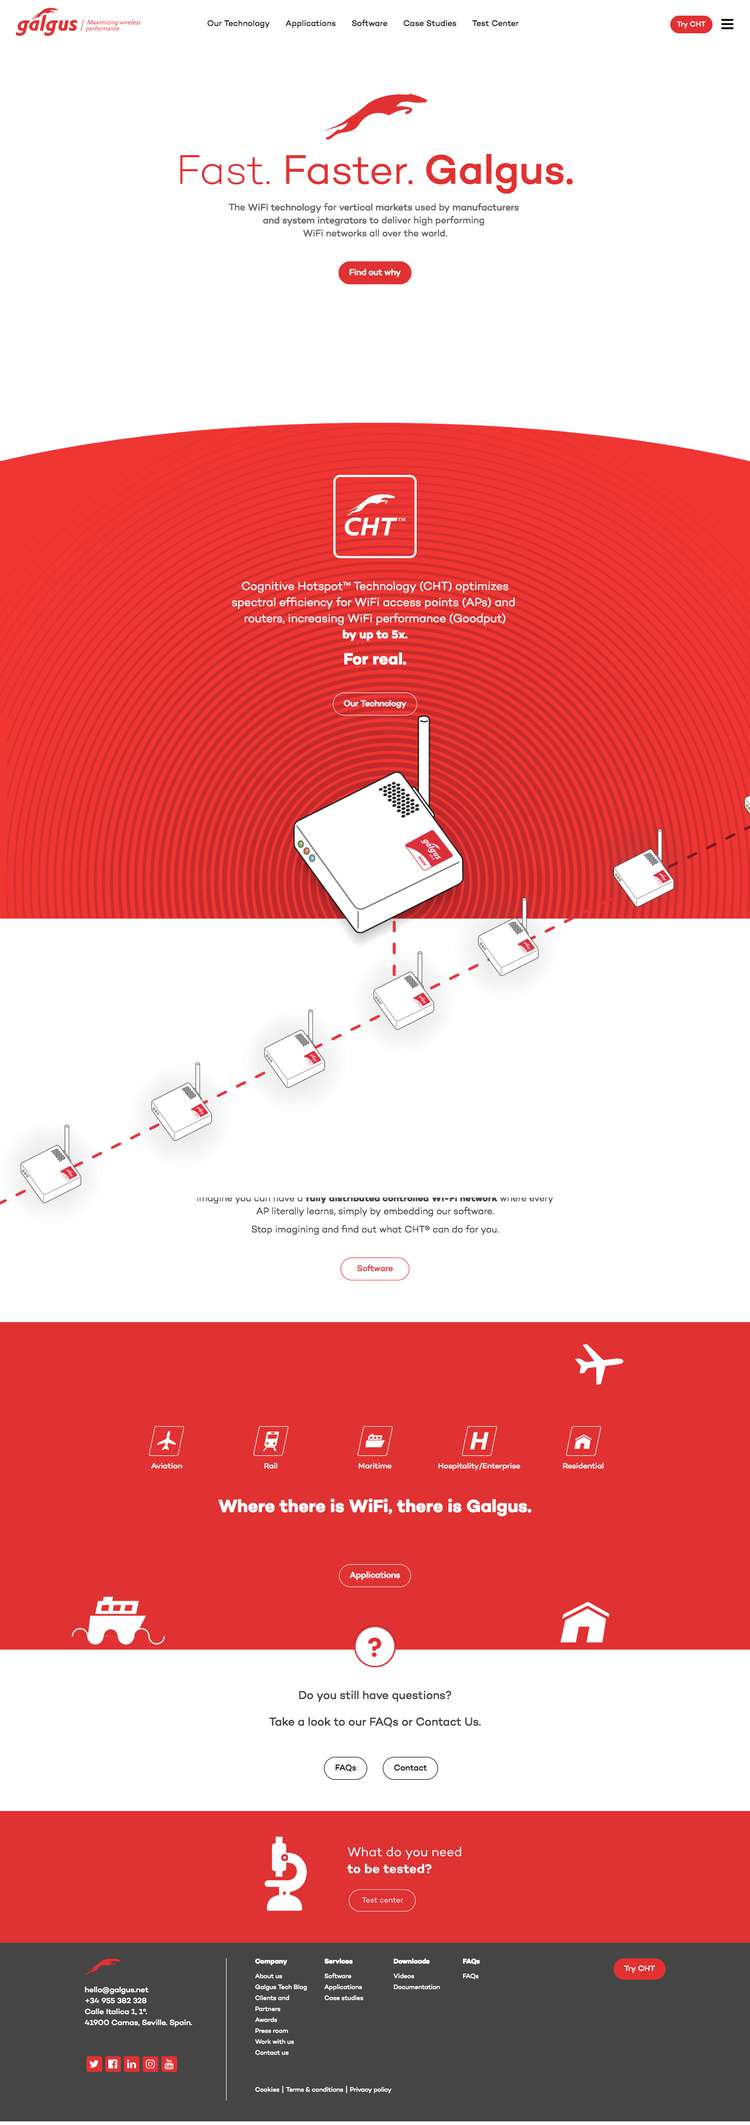 galgus
Maximizing wireless
performance
Our Technology
Applications
Software
Case Studies
Test Center
Try CHT
Fast. Faster. Galgus.
The WiFi technology for vertical markets used by manufacturers
and system integrators to deliver high performing
WiFi networks all over the world.
Find out why
CHT™
Cognitive Hotspot™ Technology (CHT) optimizes
spectral efficiency for WiFi access points (APs) and
routers, increasing WiFi performance (Goodput)
by up to 5x.
For real.
Our Technology
galgus
Imagine you can have a fully distributed controlled Wi-Fi network where every
AP literally learns, simply by embedding our software.
Stop imagining and find out what CHT® can do for you.
Software
Aviation
Rail
Maritime
H
Hospitality/Enterprise
Residential
Where there is WiFi, there is Galgus.
Applications
?
Do you still have questions?
Take a look to our FAQs or Contact Us.
FAQs
Contact
What do you need
to be tested?
Test center
hello@galgus.net
+34 955 382 328
Calle Italica 1, 1ª.
41900 Camas, Seville. Spain.
Company
About us
Galgus Tech Blog
Clients and
Partners
Awards
Press room
Work with us
Contact us
Services
Software
Applications
Case studies
Downloads
Videos
Documentation
FAQs
FAQs
Try CHT
Cookies | Terms & conditions | Privacy policy